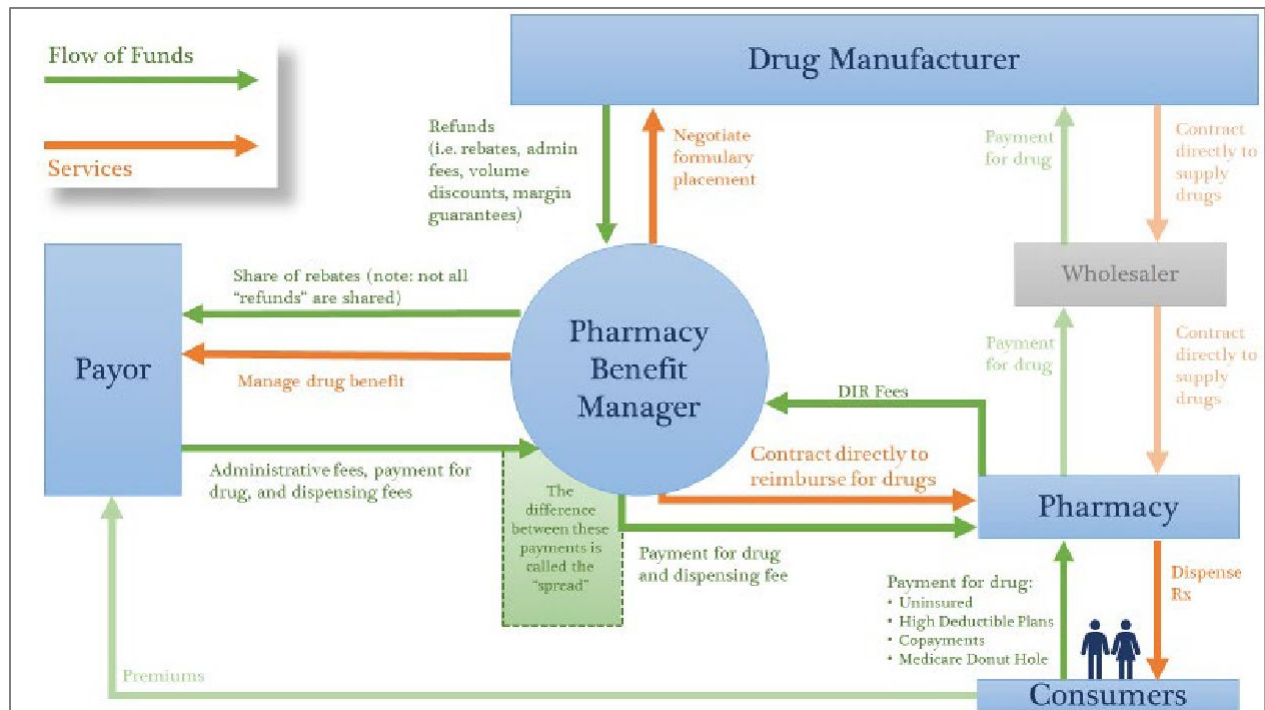 Flow of Funds
Services
Drug Manufacturer
Refunds
(i.e. rebates, admin
fees, volume
discounts, margin
guarantees)
Negotiate
formulary
placement
Payment
for drug
Contract
directly to
supply
drugs
Wholesaler
Share of rebates (note: not all
“refunds” are shared)
Payor
Manage drug benefit
Pharmacy
Benefit
Manager
Payment
for drug
Contract
directly to
supply
drugs
DIR Fees
Administrative fees, payment for
drug, and dispensing fees
Contract directly to
reimburse for drugs
The
difference
between these
payments is
called the
“spread”
Pharmacy
Payment for drug
and dispensing fee
Payment for drug:
• Uninsured
• High Deductible Plans
• Copayments
• Medicare Donut Hole
Dispense
Rx
Premiums
Consumers